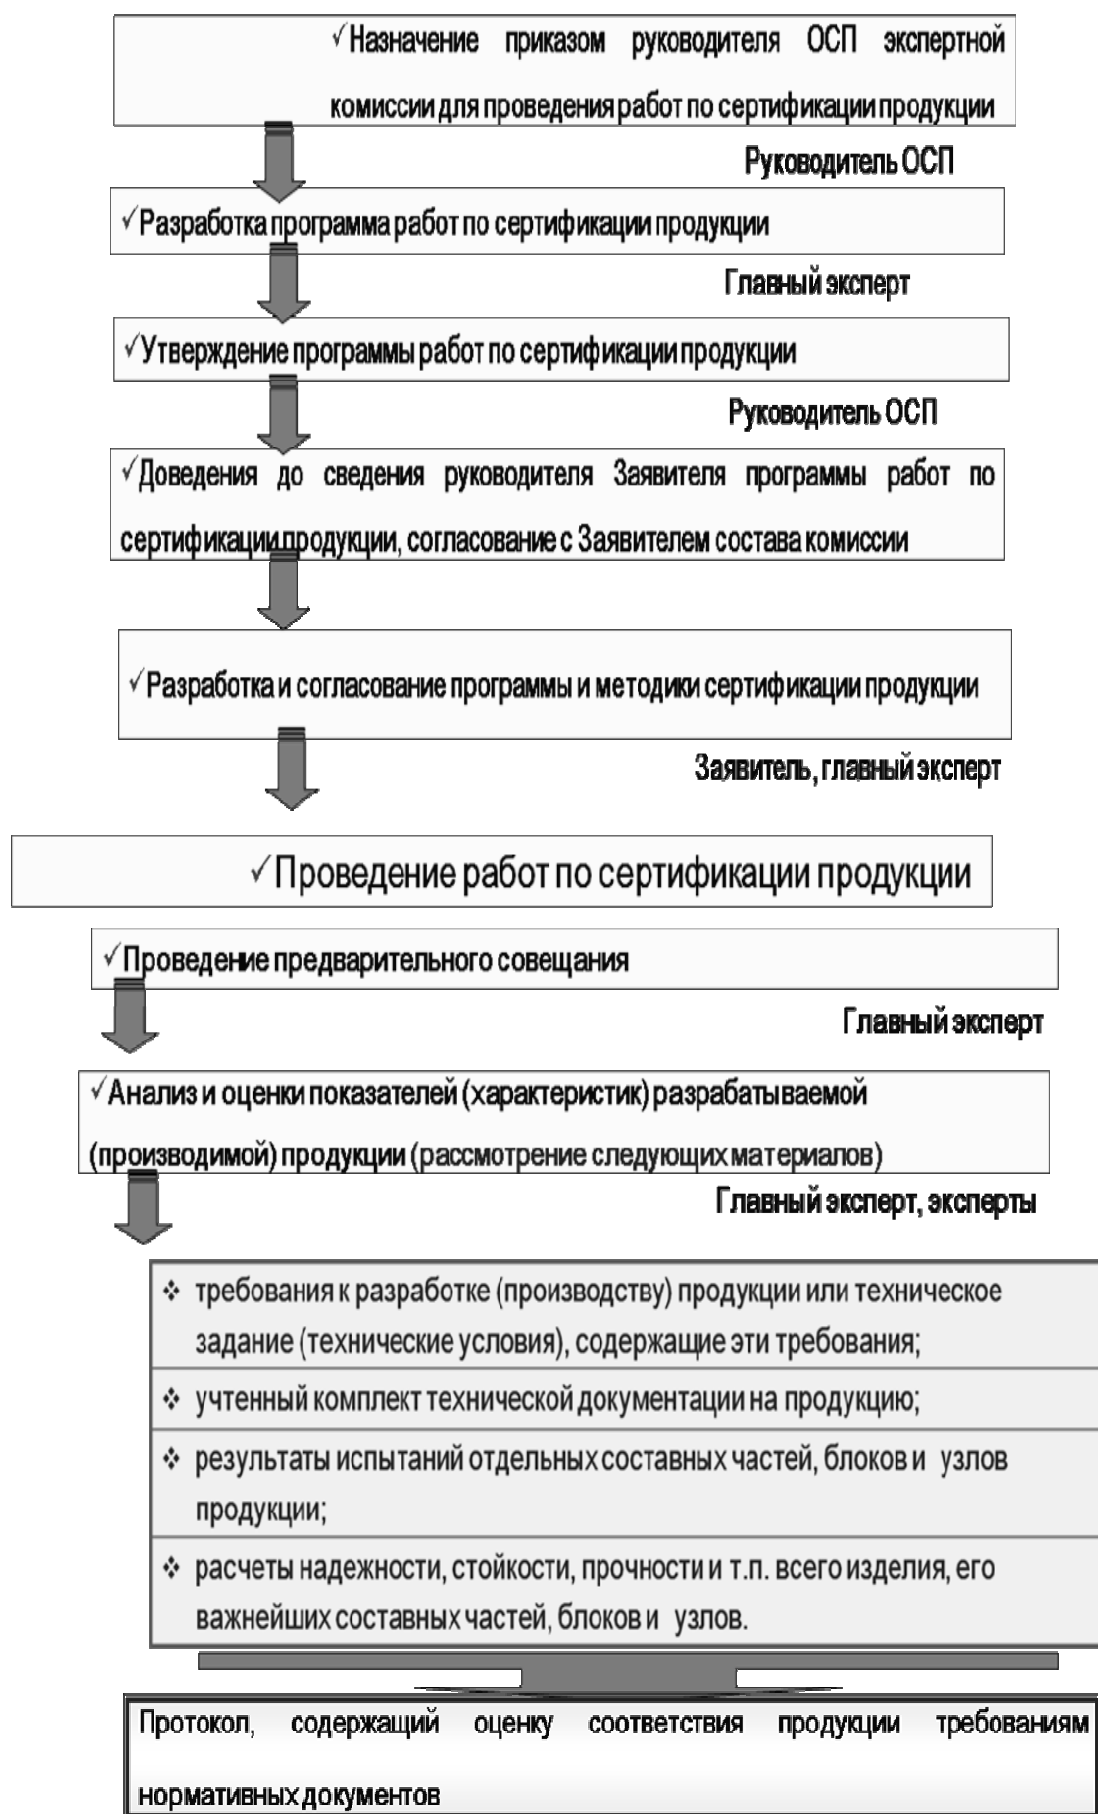 ✓Назначение приказом руководителя ОСП экспертной
комиссии для проведения работ по сертификации продукции
Руководитель ОСП
✓Разработка программа работ по сертификации продукции
Главный эксперт
✓Утверждение программы работ по сертификации продукции
Руководитель ОСП
✓Доведения до сведения руководителя Заявителя программы работ по
сертификации продукции, согласование с Заявителем состава комиссии
✓Разработка и согласование программы и методики сертификации продукции
Заявитель, главный эксперт
✓Проведение работ по сертификации продукции
✓Проведение предварительного совещания
Главный эксперт
✓Анализ и оценки показателей (характеристик) разрабатываемой
(производимой) продукции (рассмотрение следующих материалов)
Главный эксперт, эксперты
❖ требования к разработке (производству) продукции или техническое
задание (технические условия), содержащие эти требования;
❖ учтенный комплект технической документации на продукцию;
❖ результаты испытаний отдельных составных частей, блоков и узлов
продукции;
❖ расчеты надежности, стойкости, прочности и т.п. всего изделия, его
важнейших составных частей, блоков и узлов.
Протокол, содержащий оценку соответствия продукции требованиям
нормативных документов